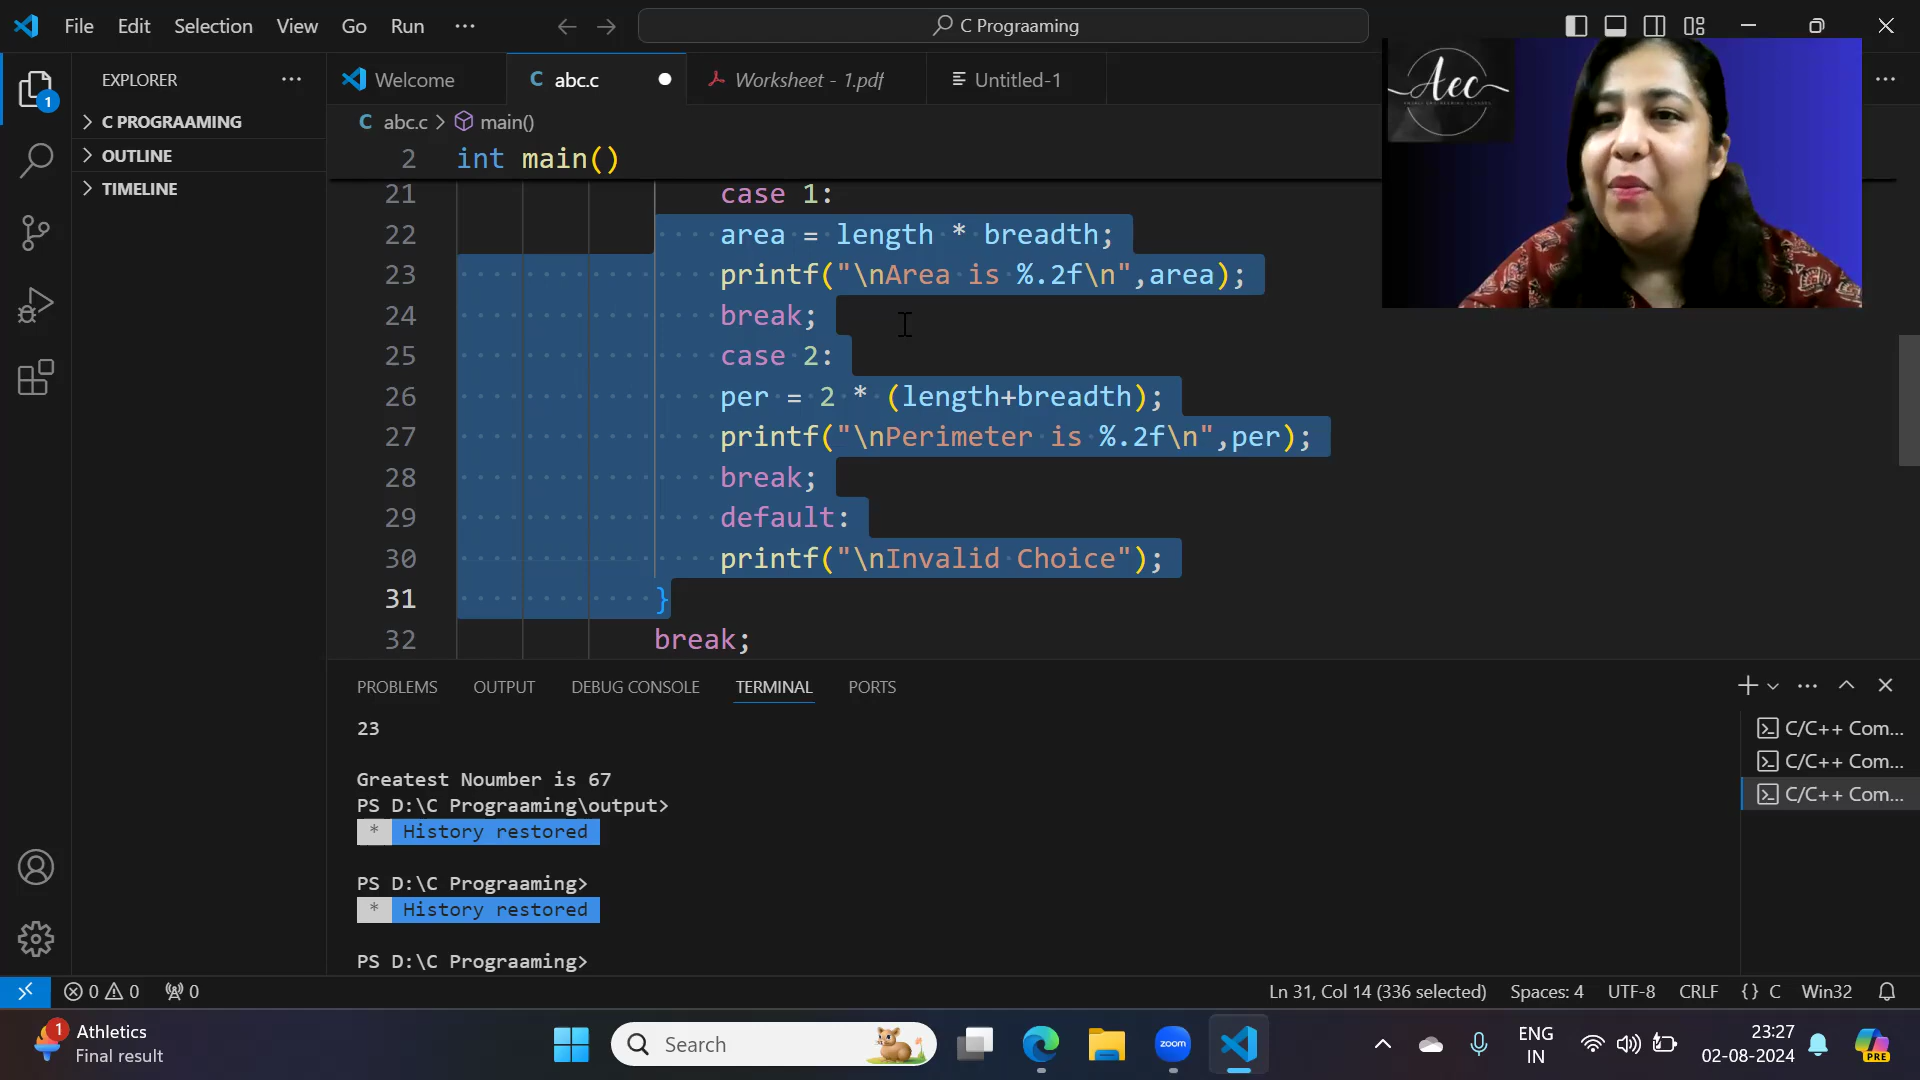 File Edit Selection View Go Run ···
C Prograaming
EXPLORER ···
Welcome
abc.c
Worksheet - 1.pdf
Untitled-1
C PROGRAAMING
OUTLINE
TIMELINE
C abc.c > main()
2 int main()
21 case 1:
22 area = length * breadth;
23 printf("\nArea is %.2f\n",area);
24 break;
25 case 2:
26 per = 2 * (length+breadth);
27 printf("\nPerimeter is %.2f\n",per);
28 break;
29 default:
30 printf("\nInvalid Choice");
31 }
32 break;
Aec
PROBLEMS OUTPUT DEBUG CONSOLE TERMINAL PORTS
23
Greatest Noumber is 67
PS D:\C Prograaming\output>
* History restored
PS D:\C Prograaming>
* History restored
PS D:\C Prograaming>
C/C++ Com...
C/C++ Com...
C/C++ Com...
0 0 0
Ln 31, Col 14 (336 selected) Spaces: 4 UTF-8 CRLF {} C Win32
1 Athletics
Final result
Search
zoom
ENG
IN
23:27
02-08-2024
PRE